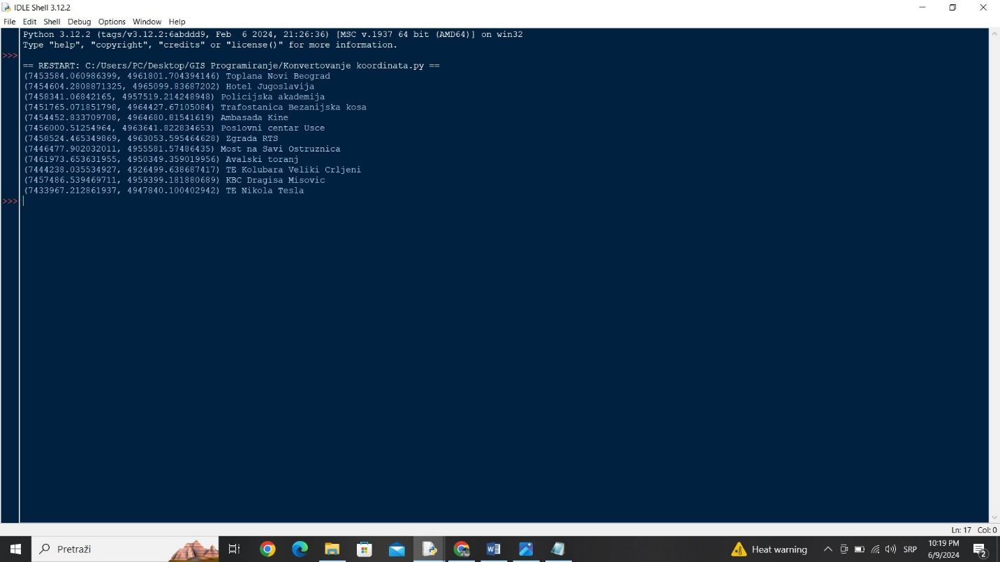 IDLE Shell 3.12.2
File Edit Shell Debug Options Window Help
Python 3.12.2 (tags/v3.12.2:6abddd9, Feb  6 2024, 21:26:36) [MSC v.1937 64 bit (AMD64)] on win32
Type "help", "copyright", "credits" or "license()" for more information.
>>>
== RESTART: C:/Users/PC/Desktop/GIS Programiranje/Konvertovanje koordinata.py ==
(7453584.060986399, 4961801.704394146) Toplana Novi Beograd
(7454604.2808871325, 4965099.83687202) Hotel Jugoslavija
(7458341.06842165, 4957519.214248948) Policijska akademija
(7451765.071851798, 4964427.67105084) Trafostanica Bezanijska kosa
(7454452.833709708, 4964680.81541619) Ambasada Kine
(7456000.51254964, 4963641.822834653) Poslovni centar Usce
(7458524.465349869, 4963053.595464628) Zgrada RTS
(7446477.902032011, 4955581.57486435) Most na Savi Ostruznica
(7461973.653631955, 4950349.359019956) Avalski toranj
(7444238.035534927, 4926499.638687417) TE Kolubara Veliki Crljeni
(7457486.539469711, 4959399.181880689) KBC Dragisa Misovic
(7433967.212861937, 4947840.100402942) TE Nikola Tesla
>>>
Ln: 17 Col: 0
Pretraži
Heat warning
SRP
10:19 PM
6/9/2024
2